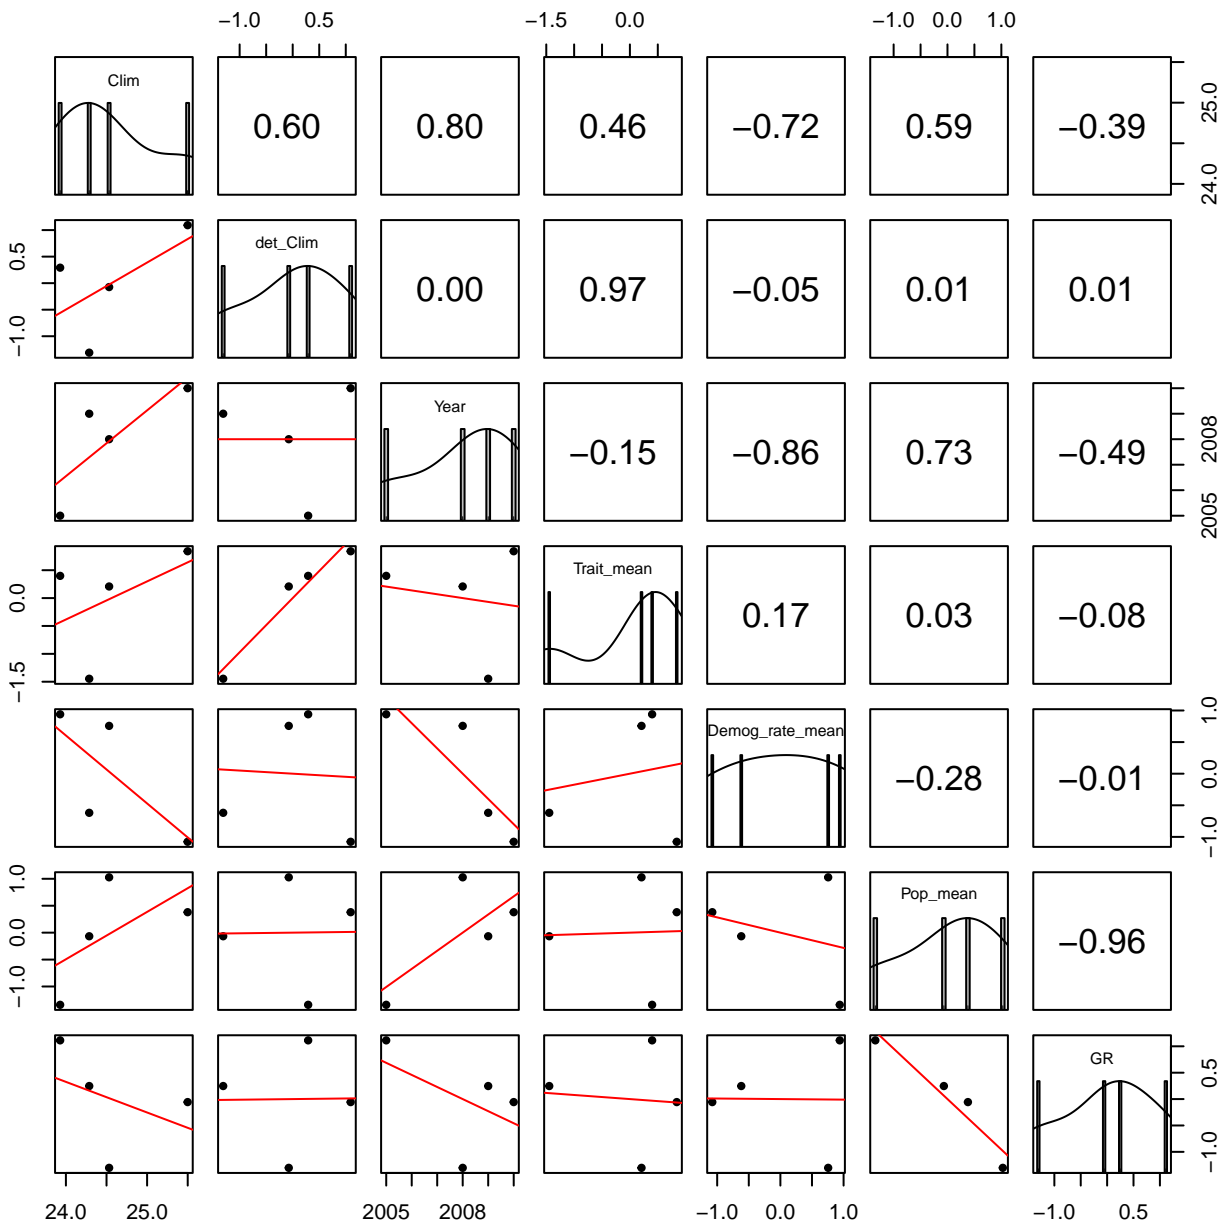 −1.0 0.5 −1.5 0.0 −1.0 0.0 1.0
Clim 0.60 0.80 0.46 −0.72 0.59 −0.39 24.0 25.0
−1.0 0.5 det_Clim 0.00 0.97 −0.05 0.01 0.01
Year −0.15 −0.86 0.73 −0.49 2005 2008
−1.5 0.0 Trait_mean 0.17 0.03 −0.08
Demog_rate_mean −0.28 −0.01 −1.0 0.0 1.0
−1.0 0.0 1.0 Pop_mean −0.96
GR −1.0 0.5
24.0 25.0 2005 2008 −1.0 0.0 1.0 −1.0 0.5